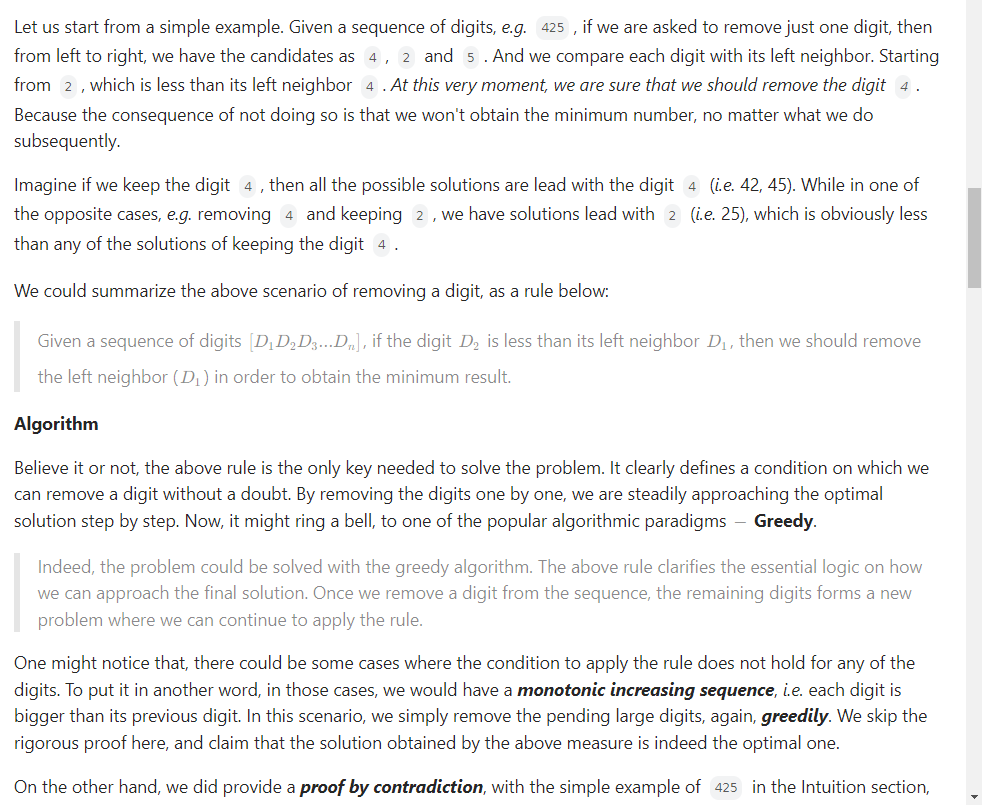 Let us start from a simple example. Given a sequence of digits, e.g. 425 , if we are asked to remove just one digit, then
from left to right, we have the candidates as 4 , 2 and 5 . And we compare each digit with its left neighbor. Starting
from 2 , which is less than its left neighbor 4 . At this very moment, we are sure that we should remove the digit 4 .
Because the consequence of not doing so is that we won't obtain the minimum number, no matter what we do
subsequently.
Imagine if we keep the digit 4 , then all the possible solutions are lead with the digit 4 (i.e. 42, 45). While in one of
the opposite cases, e.g. removing 4 and keeping 2 , we have solutions lead with 2 (i.e. 25), which is obviously less
than any of the solutions of keeping the digit 4 .
We could summarize the above scenario of removing a digit, as a rule below:
Given a sequence of digits [D₁D₂D₃...Dₙ], if the digit D₂ is less than its left neighbor D₁, then we should remove
the left neighbor (D₁) in order to obtain the minimum result.
Algorithm
Believe it or not, the above rule is the only key needed to solve the problem. It clearly defines a condition on which we
can remove a digit without a doubt. By removing the digits one by one, we are steadily approaching the optimal
solution step by step. Now, it might ring a bell, to one of the popular algorithmic paradigms — Greedy.
Indeed, the problem could be solved with the greedy algorithm. The above rule clarifies the essential logic on how
we can approach the final solution. Once we remove a digit from the sequence, the remaining digits forms a new
problem where we can continue to apply the rule.
One might notice that, there could be some cases where the condition to apply the rule does not hold for any of the
digits. To put it in another word, in those cases, we would have a monotonic increasing sequence, i.e. each digit is
bigger than its previous digit. In this scenario, we simply remove the pending large digits, again, greedily. We skip the
rigorous proof here, and claim that the solution obtained by the above measure is indeed the optimal one.
On the other hand, we did provide a proof by contradiction, with the simple example of 425 in the Intuition section,